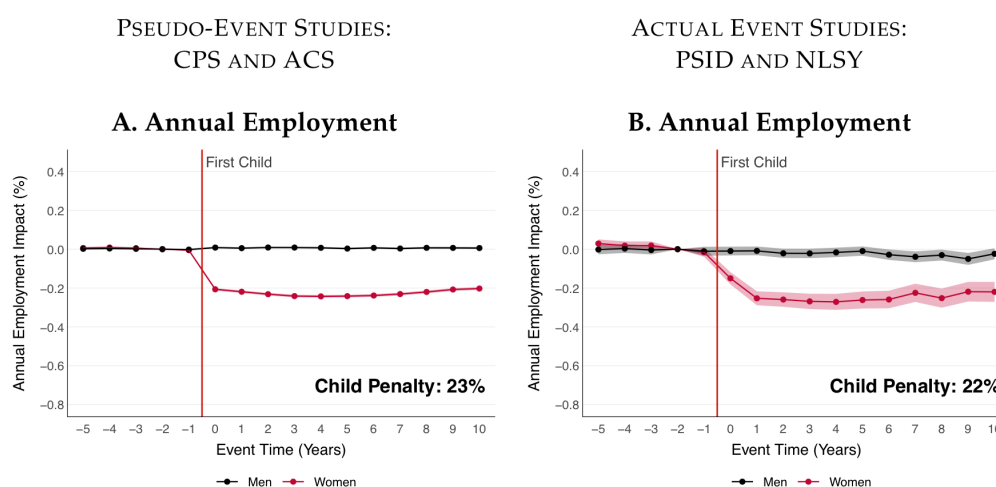 PSEUDO-EVENT STUDIES:
CPS AND ACS
A. Annual Employment
First Child
Annual Employment Impact (%)
0.4
0.2
0.0
−0.2
−0.4
−0.6
−0.8
Child Penalty: 23%
−5 −4 −3 −2 −1 0 1 2 3 4 5 6 7 8 9 10
Event Time (Years)
Men Women
ACTUAL EVENT STUDIES:
PSID AND NLSY
B. Annual Employment
First Child
Annual Employment Impact (%)
0.4
0.2
0.0
−0.2
−0.4
−0.6
−0.8
Child Penalty: 22%
−5 −4 −3 −2 −1 0 1 2 3 4 5 6 7 8 9 10
Event Time (Years)
Men Women